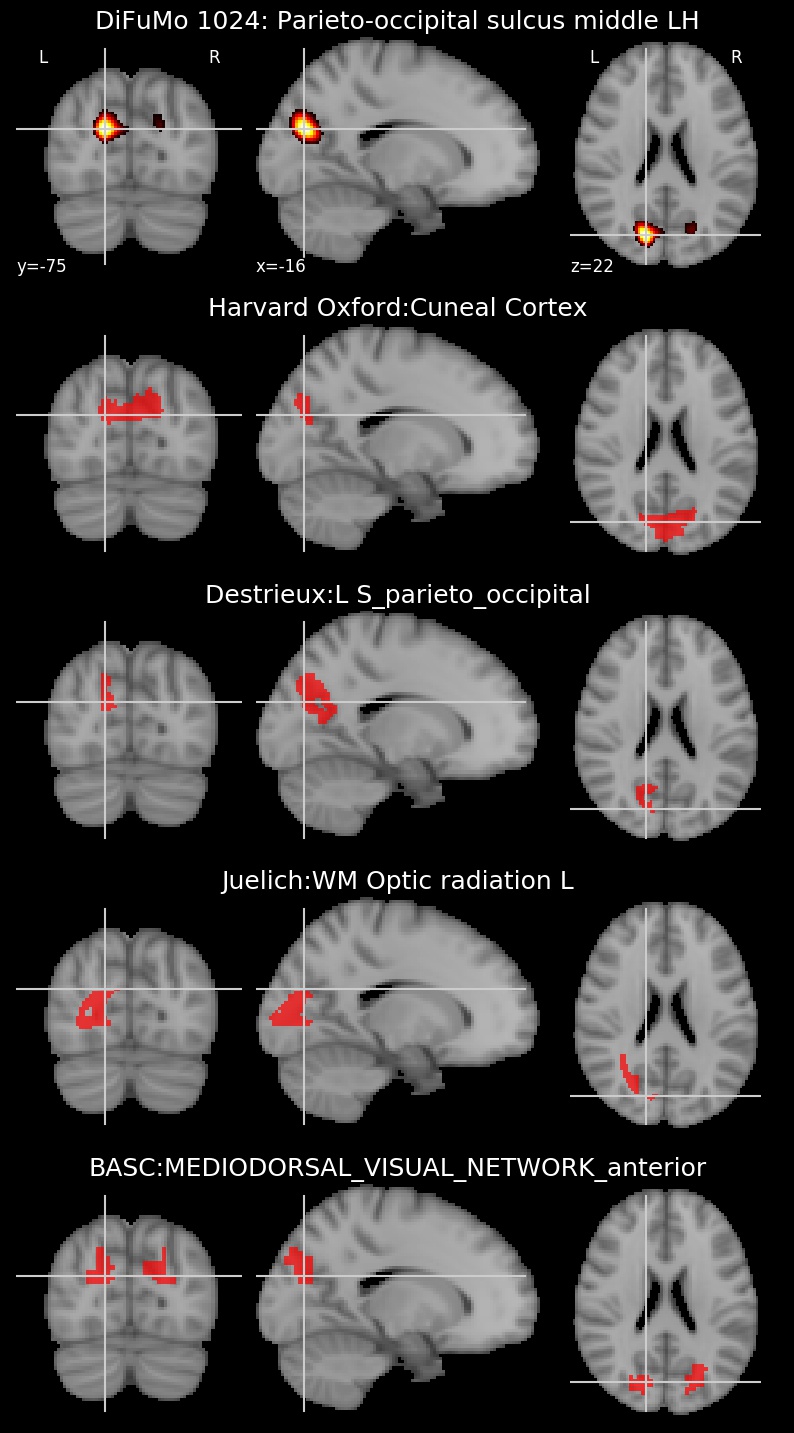 DiFuMo 1024: Parieto-occipital sulcus middle LH
L R L R
y=-75 x=-16 z=22
Harvard Oxford:Cuneal Cortex
Destrieux:L S_parieto_occipital
Juelich:WM Optic radiation L
BASC:MEDIODORSAL_VISUAL_NETWORK_anterior